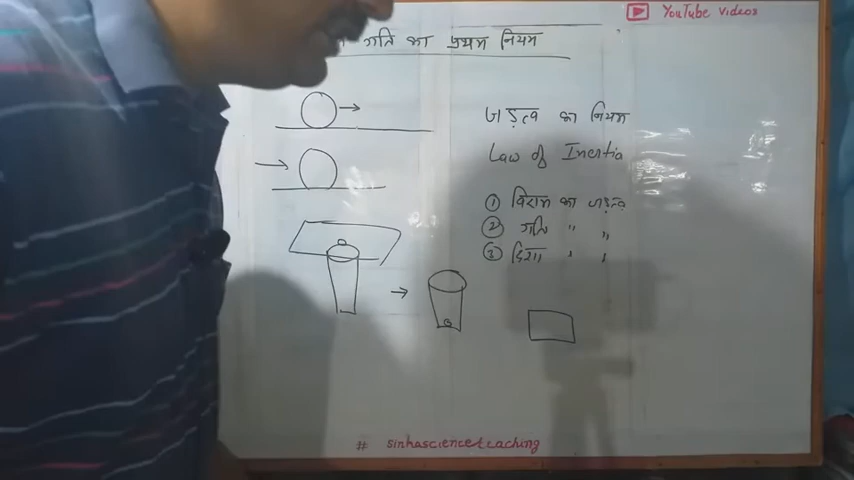 YouTube videos
गति का प्रथम नियम
जड़त्व का नियम
Law of Inertia
① विराम का जड़त्व
② गति " "
③ दिशा " "
# sinhascienceteaching